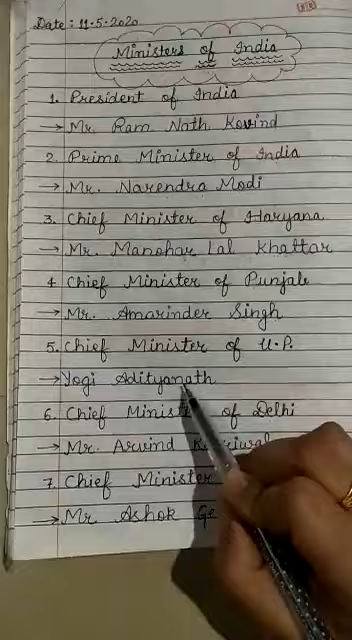 Date: 11-5-2020
Ministers of India
1. President of India
→ Mr. Ram Nath Kovind
2. Prime Minister of India
→ Mr. Narendra Modi
3. Chief Minister of Haryana
→ Mr. Manohar Lal Khattar
4 Chief Minister of Punjab
→ Mr. Amarinder Singh
5. Chief Minister of U.P.
→ Yogi Adityanath
6. Chief Minister of Delhi
→ Mr. Arvind
7. Chief Minister
→ Mr Ashok Ge